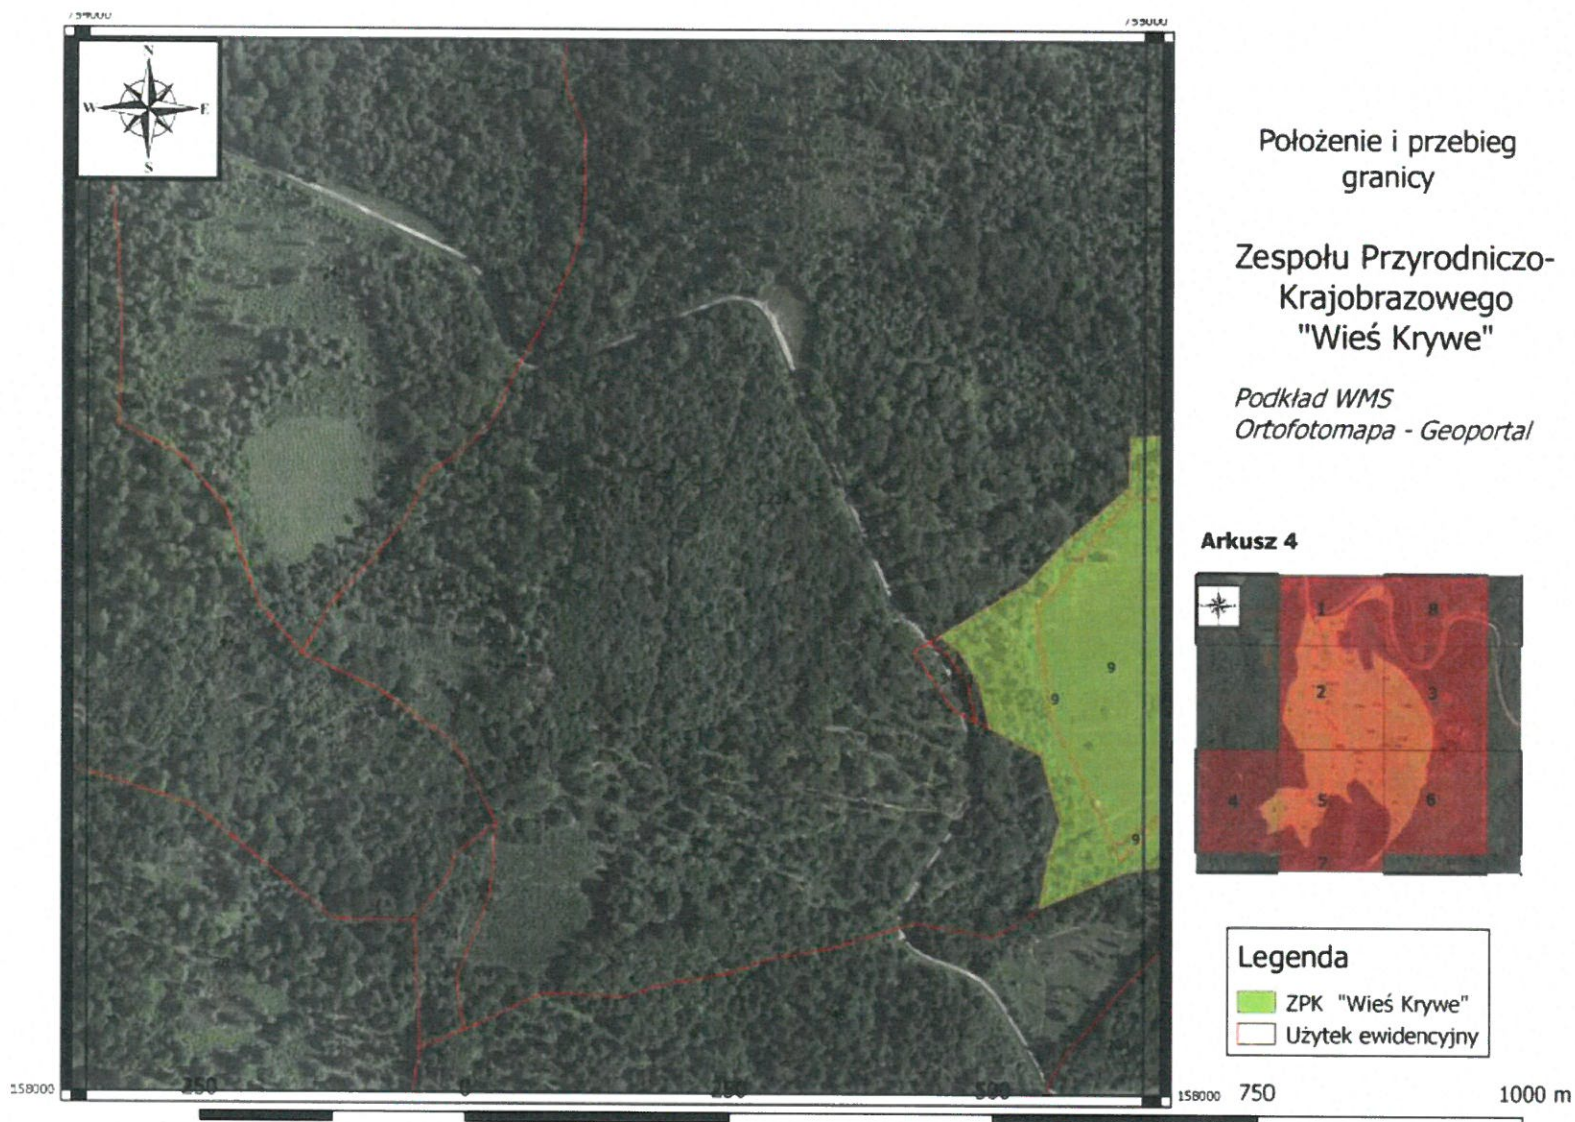 754000
755000
N
W E
S
Położenie i przebieg
granicy
Zespołu Przyrodniczo-
Krajobrazowego
"Wieś Krywe"
Podkład WMS
Ortofotomapa - Geoportal
Arkusz 4
1 8
2 3
4 5 6
7
9
9
9
Legenda
ZPK "Wieś Krywe"
Użytek ewidencyjny
158000 250 0 250 500 158000 750 1000 m